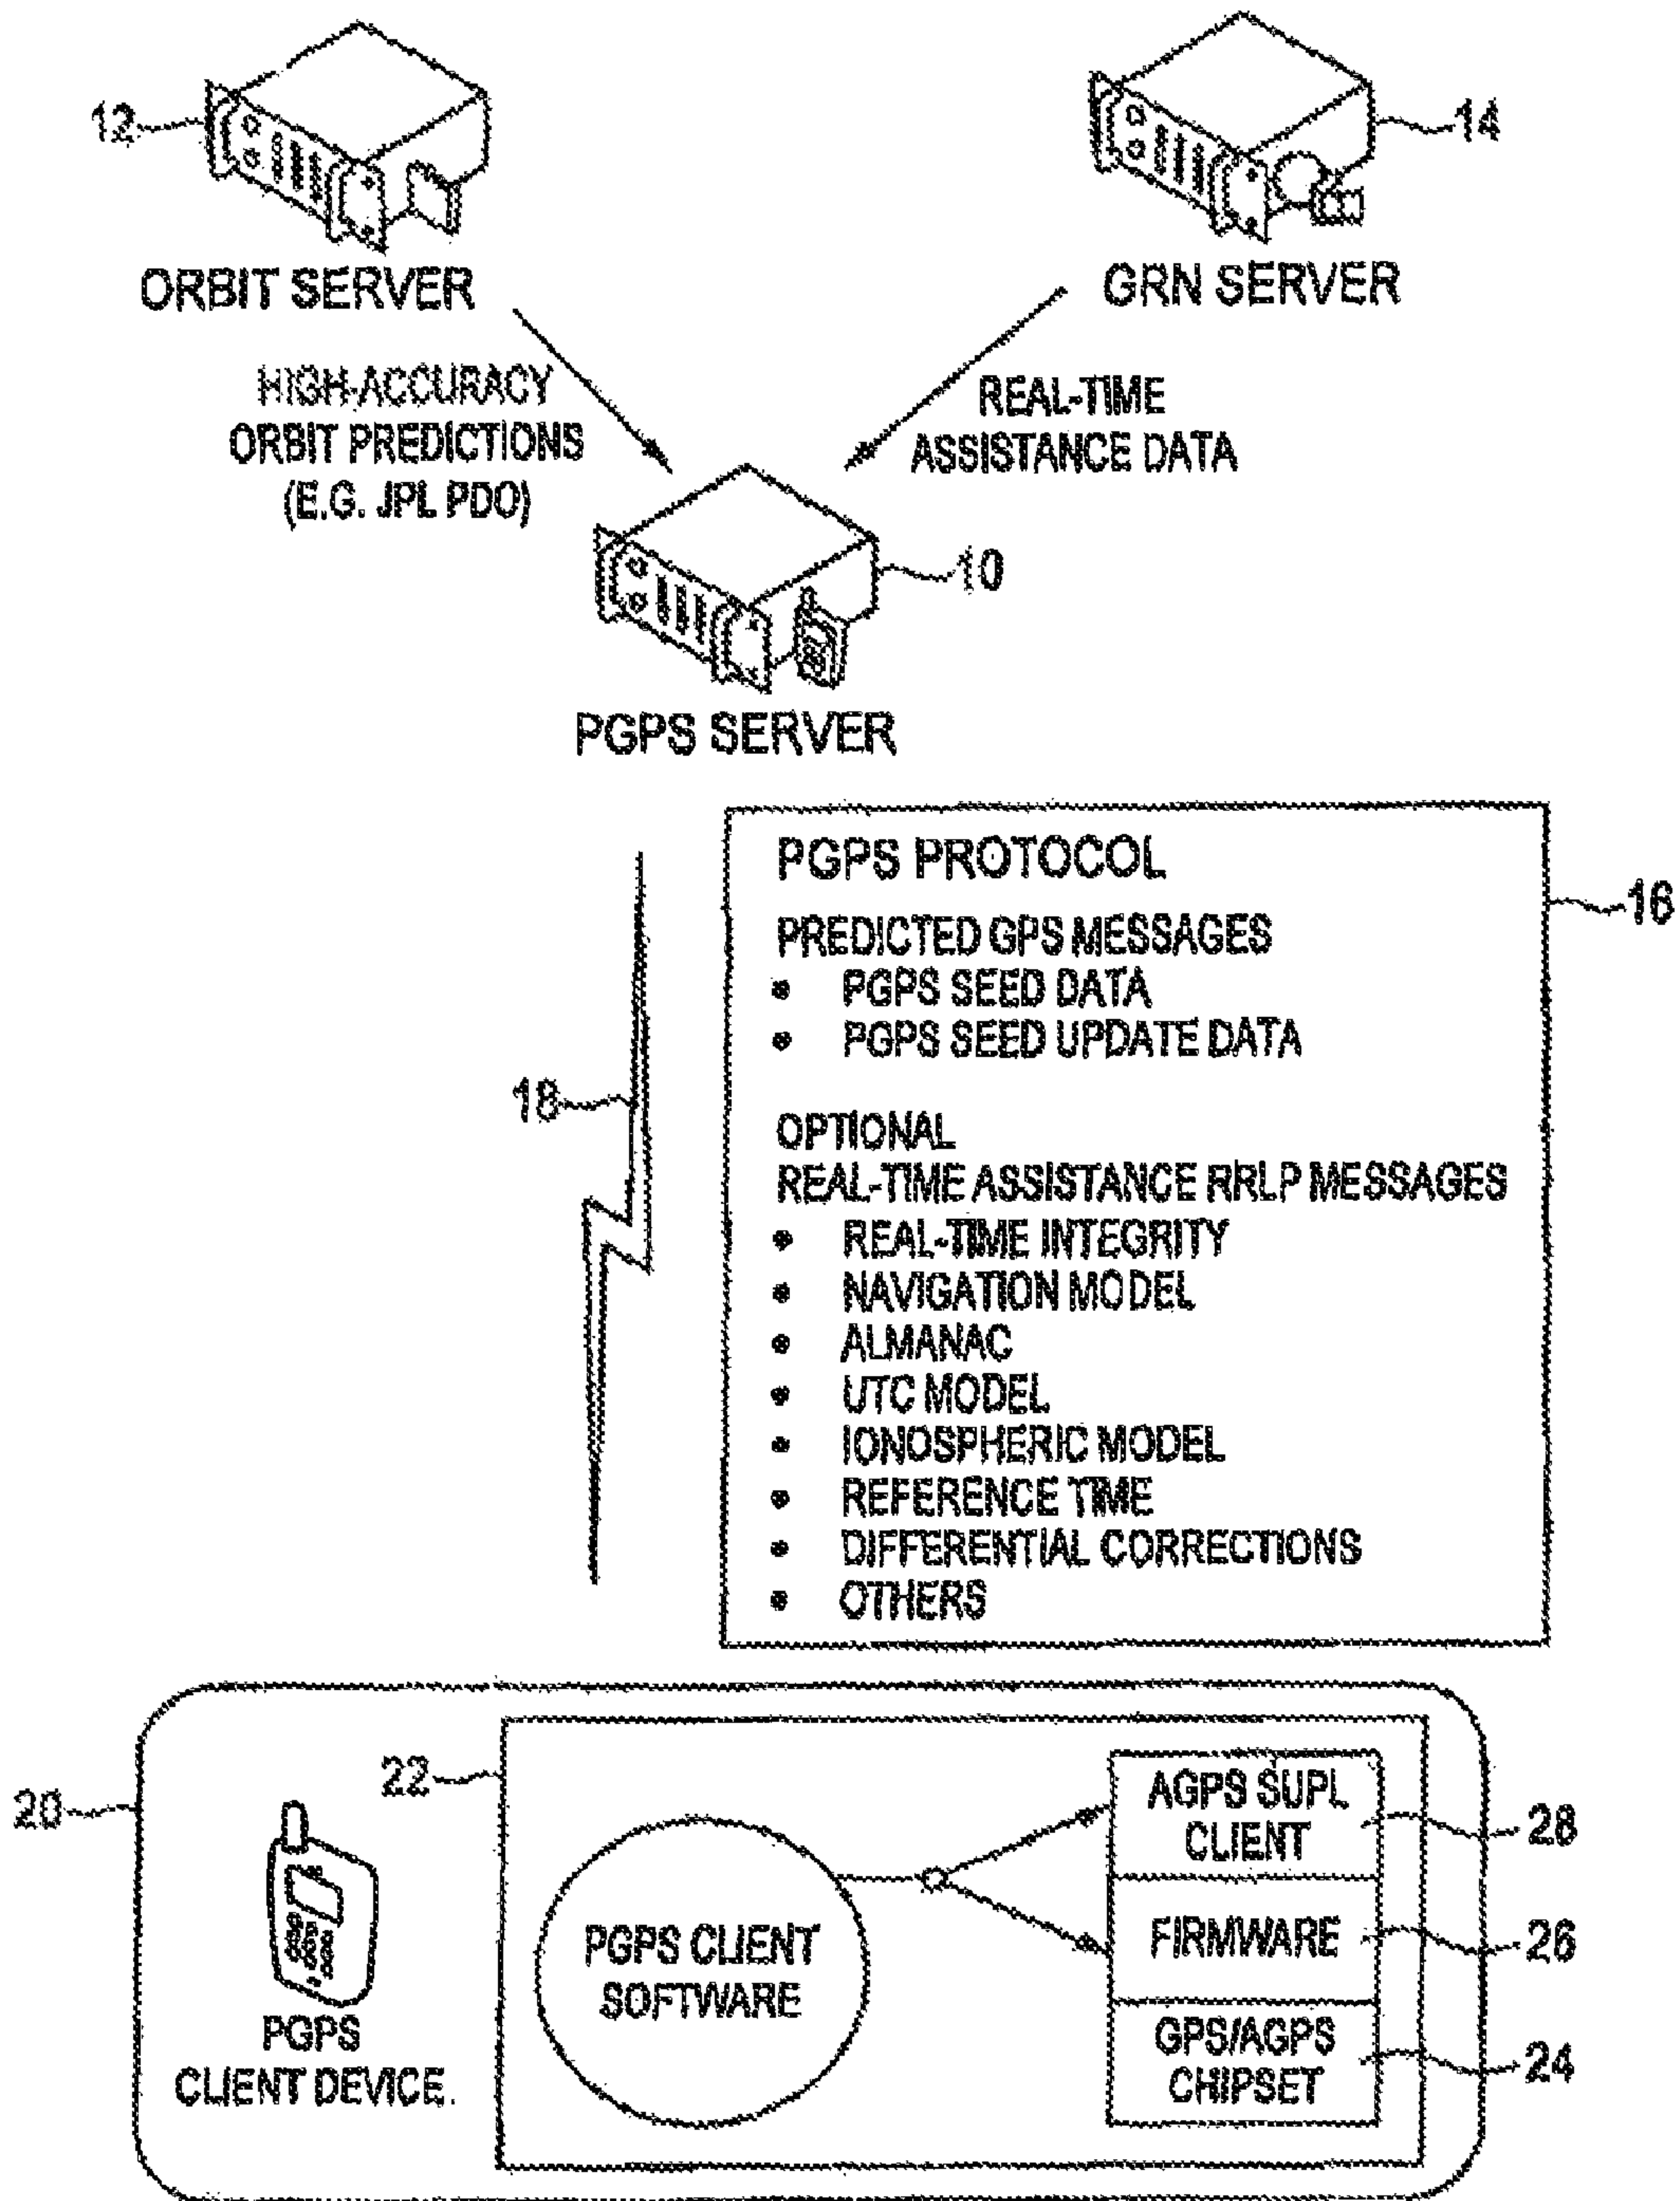 12
14
ORBIT SERVER
GRN SERVER
HIGH-ACCURACY
ORBIT PREDICTIONS
(E.G. JPL PDO)
REAL-TIME
ASSISTANCE DATA
10
PGPS SERVER
PGPS PROTOCOL
16
PREDICTED GPS MESSAGES
• PGPS SEED DATA
• PGPS SEED UPDATE DATA
18
OPTIONAL
REAL-TIME ASSISTANCE RRLP MESSAGES
• REAL-TIME INTEGRITY
• NAVIGATION MODEL
• ALMANAC
• UTC MODEL
• IONOSPHERIC MODEL
• REFERENCE TIME
• DIFFERENTIAL CORRECTIONS
• OTHERS
20
PGPS
CLIENT DEVICE.
22
PGPS CLIENT
SOFTWARE
AGPS SUPL
CLIENT
28
FIRMWARE
26
GPS/AGPS
CHIPSET
24